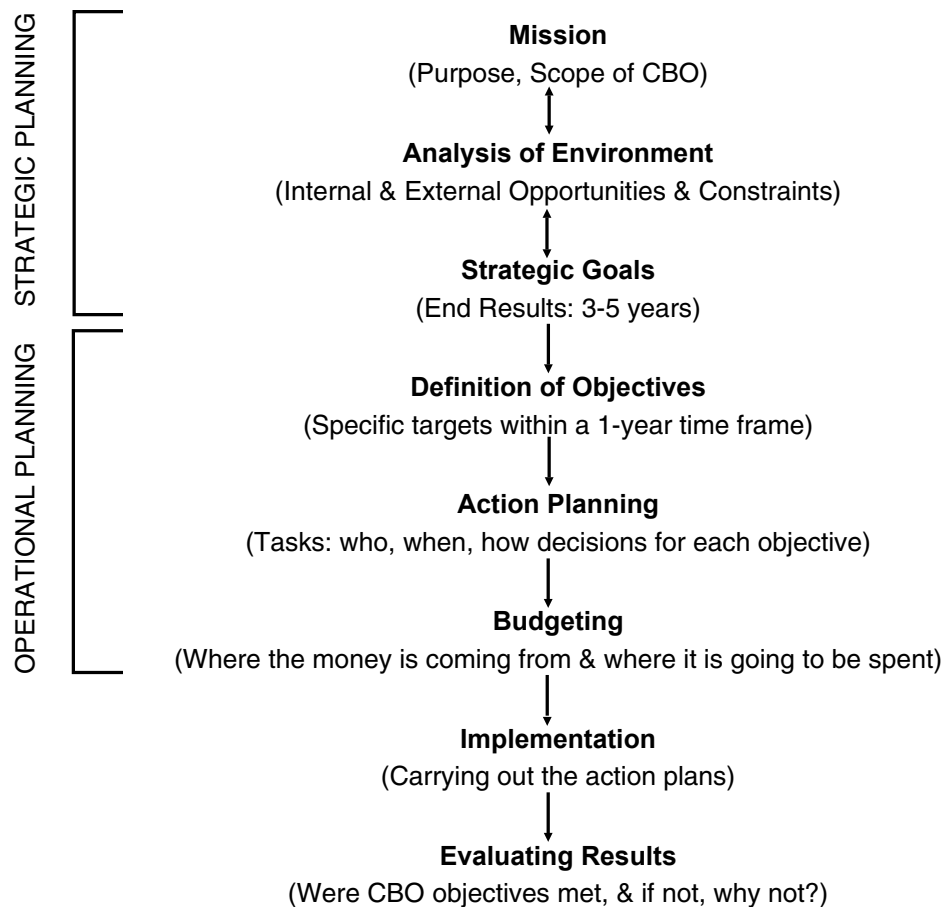 STRATEGIC PLANNING
Mission
(Purpose, Scope of CBO)
Analysis of Environment
(Internal & External Opportunities & Constraints)
Strategic Goals
(End Results: 3-5 years)
OPERATIONAL PLANNING
Definition of Objectives
(Specific targets within a 1-year time frame)
Action Planning
(Tasks: who, when, how decisions for each objective)
Budgeting
(Where the money is coming from & where it is going to be spent)
Implementation
(Carrying out the action plans)
Evaluating Results
(Were CBO objectives met, & if not, why not?)